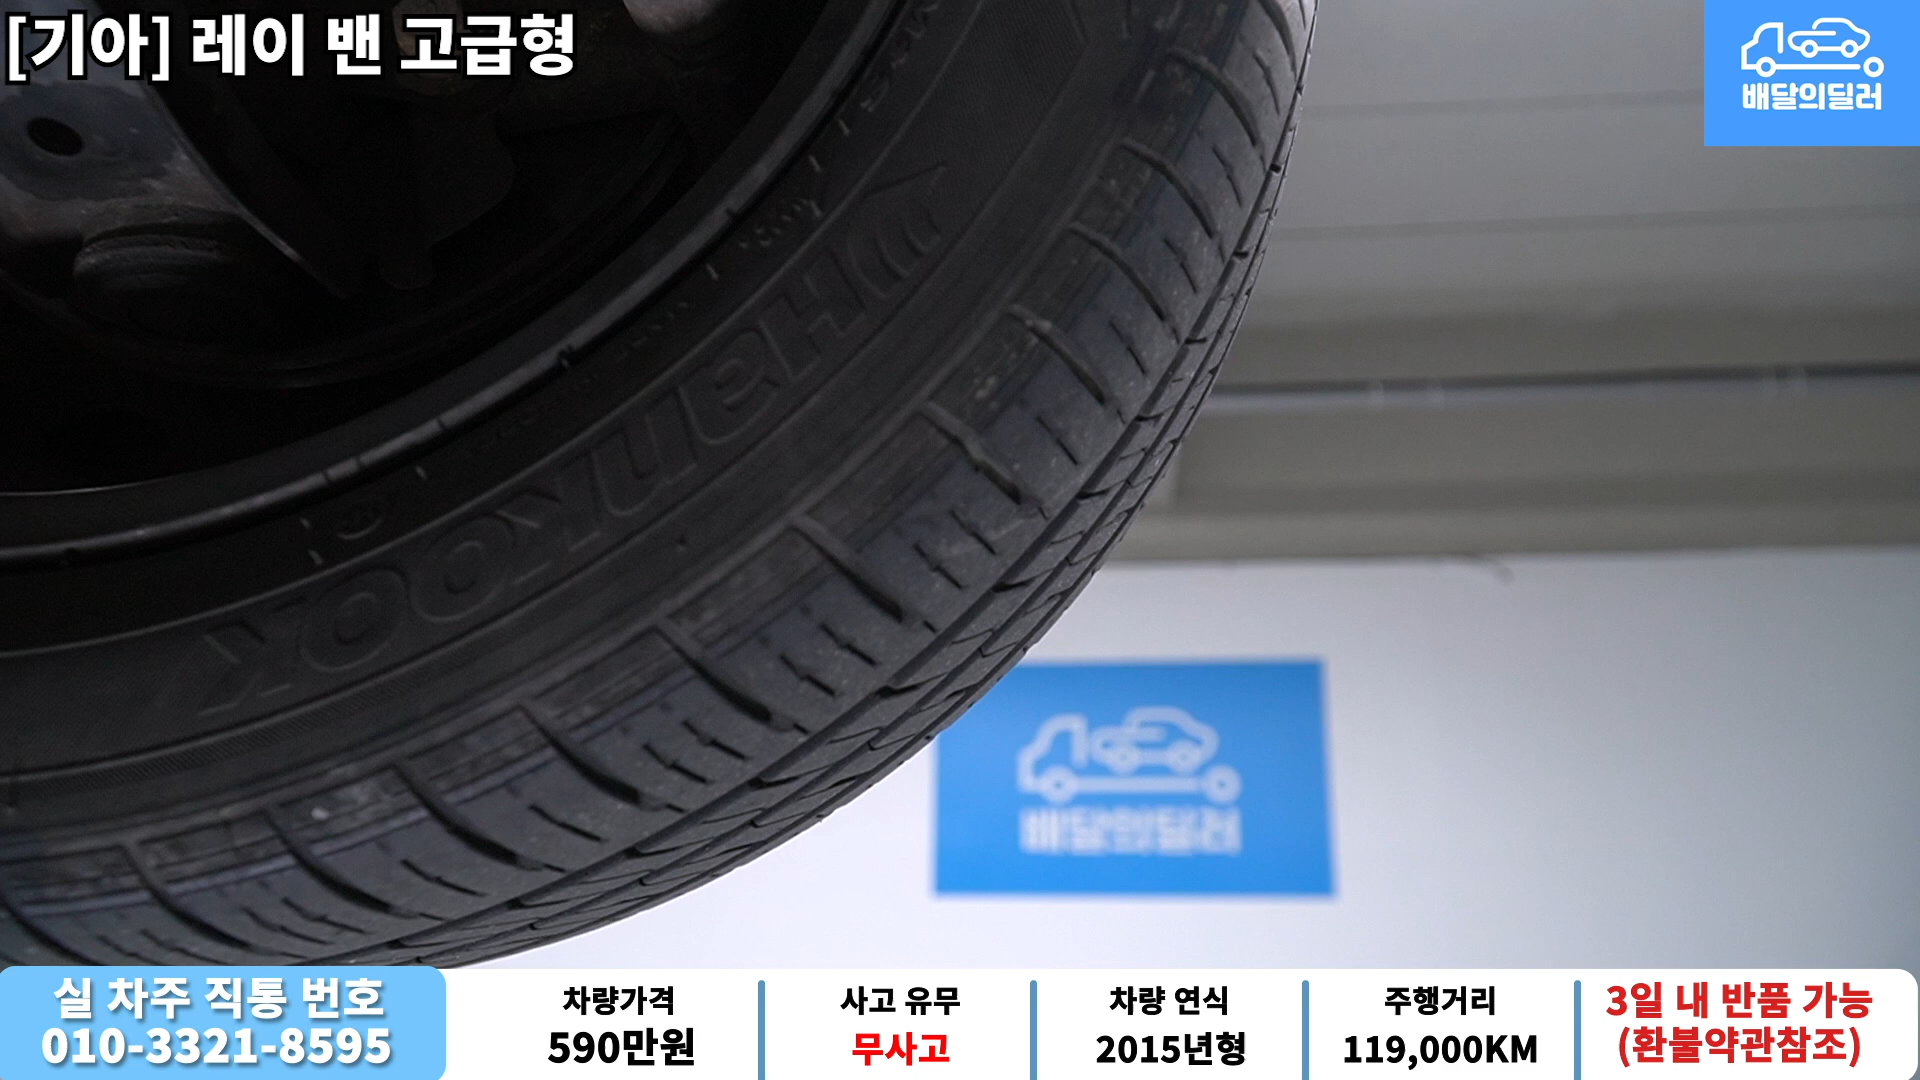 [기아] 레이 밴 고급형
배달의딜러
Hankook
배달의딜러
실 차주 직통 번호
010-3321-8595
차량가격
590만원
사고 유무
무사고
차량 연식
2015년형
주행거리
119,000KM
3일 내 반품 가능
(환불약관참조)